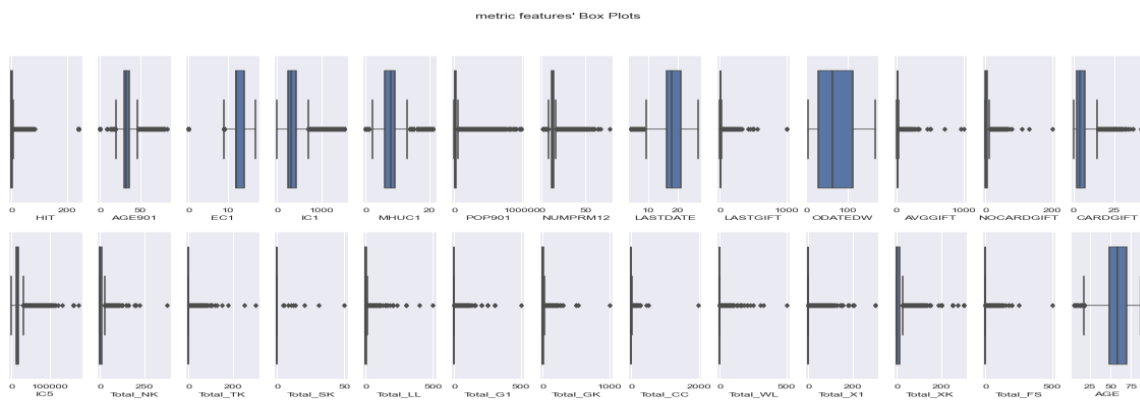 metric features' Box Plots
0 200 0 50 0 10 0 1000 0 20 0 1000000 50 10 20 0 1000 0 100 0 1000 0 200 0 25
HIT AGE901 EC1 IC1 MHUC1 POP901 NUMPRM12 LASTDATE LASTGIFT ODATEDW AVGGIFT NOCARDGIFT CARDGIFT
0 100000 0 250 0 200 0 50 0 500 0 500 0 1000 0 2000 0 500 0 200 0 250 0 500 25 50 75
IC5 Total_NK Total_TK Total_SK Total_LL Total_G1 Total_GK Total_CC Total_WL Total_X1 Total_XK Total_FS AGE